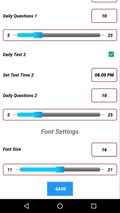 Daily Questions 1
10
5
25
Daily Test 2
Set Test Time 2
08.00 PM
Daily Questions 2
10
5
25
Font Settings
Font Size
16
11
21
SAVE